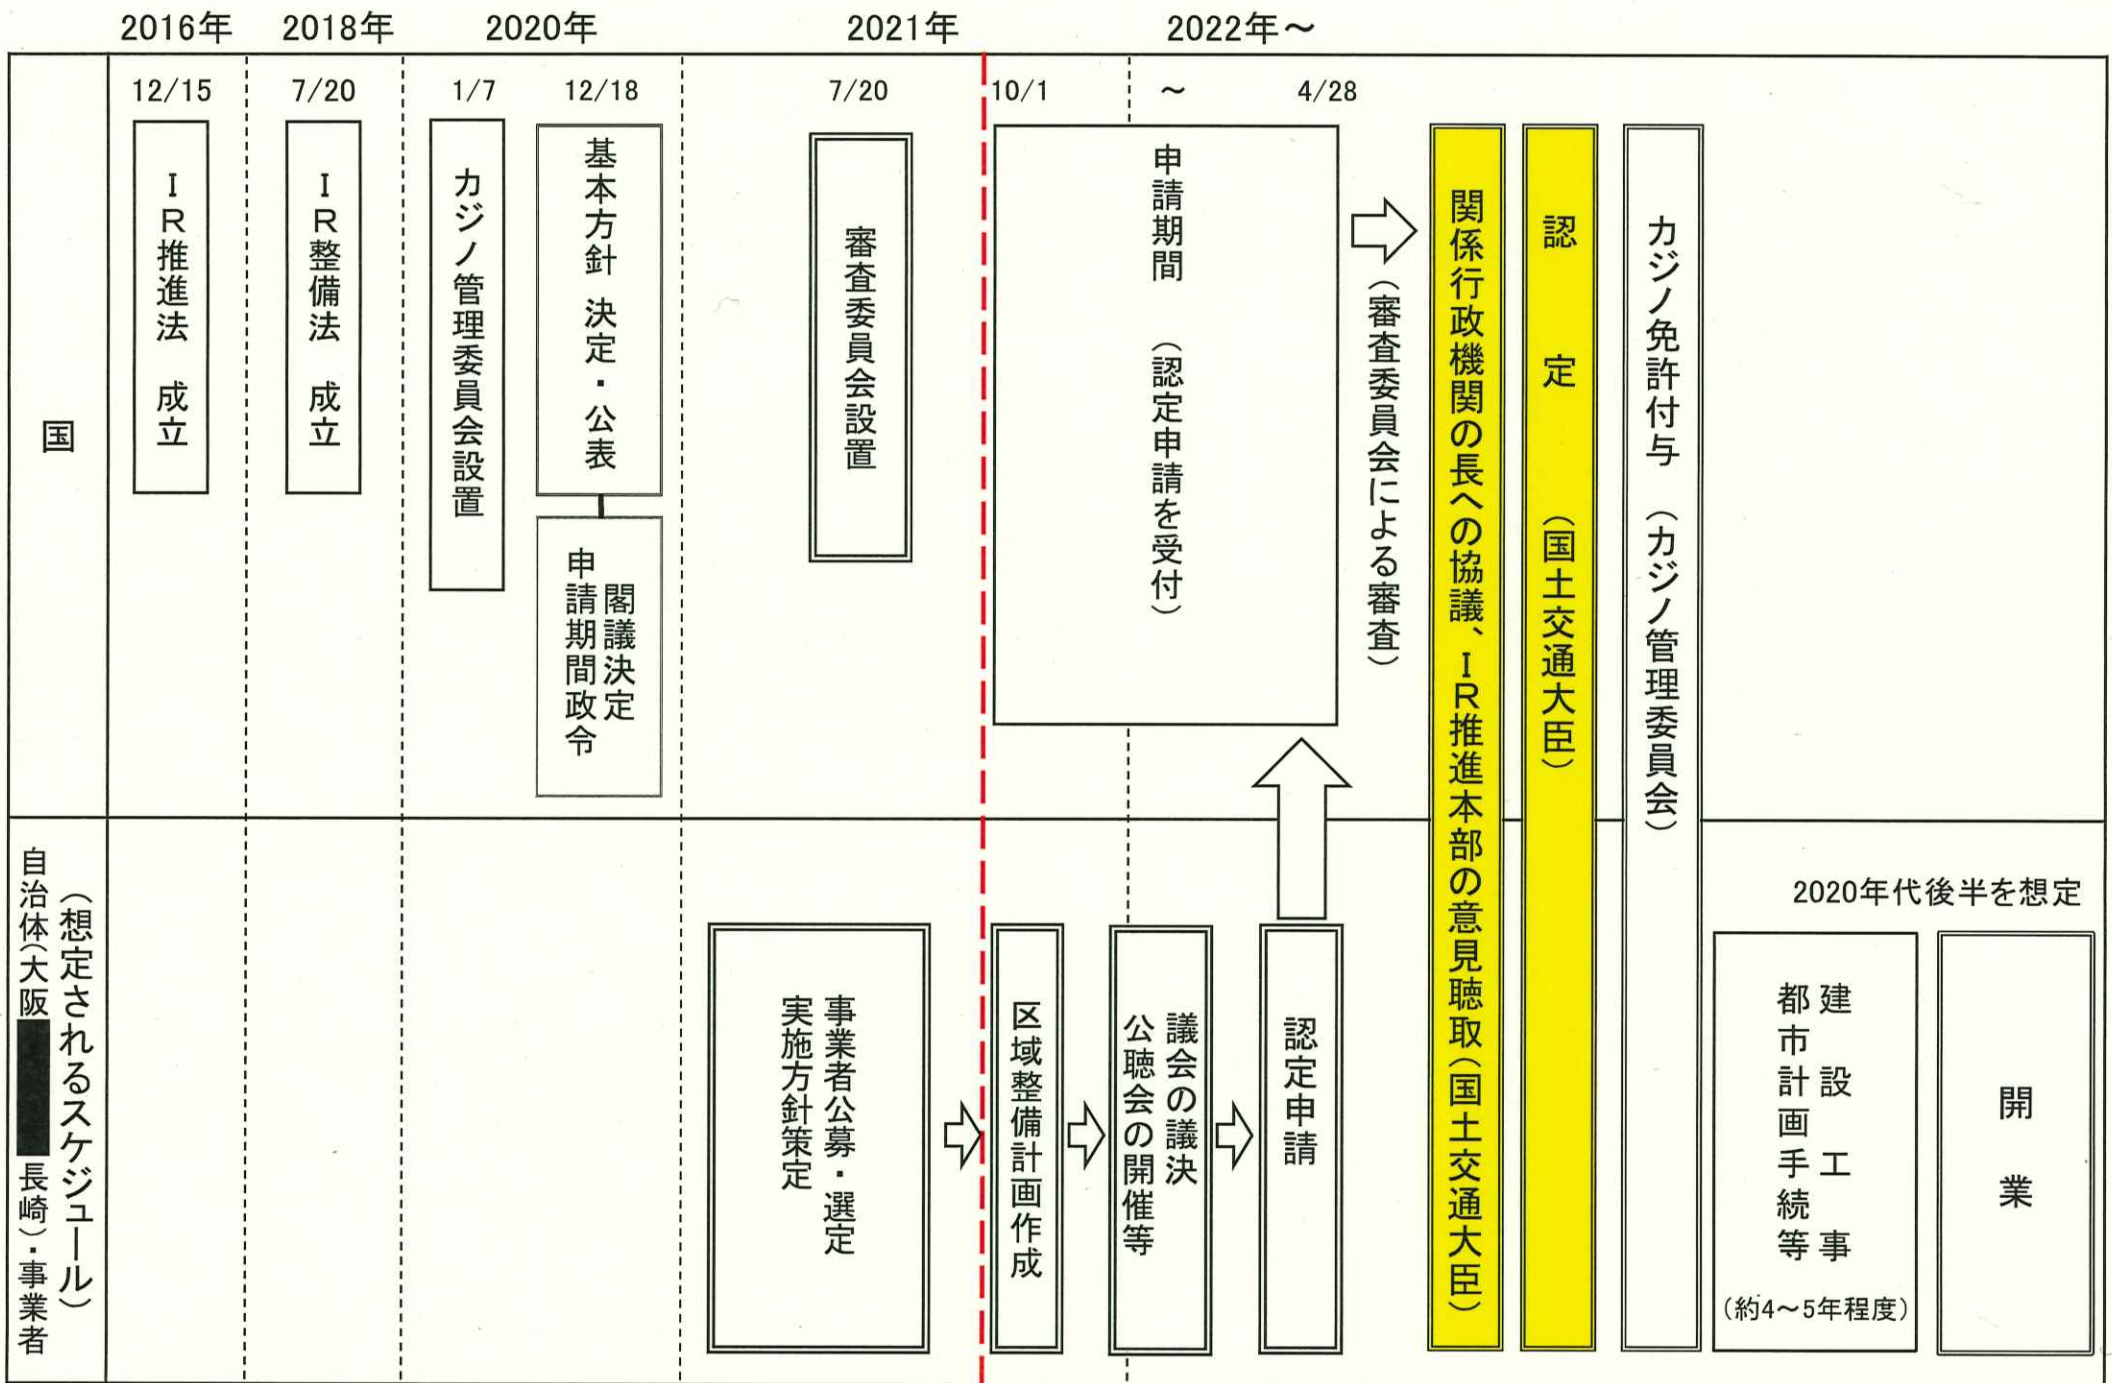 2016年
2018年
2020年
2021年
2022年～
国
12/15
ＩＲ推進法 成立
7/20
ＩＲ整備法 成立
1/7
カジノ管理委員会設置
12/18
基本方針 決定・公表
閣議決定
申請期間政令
7/20
審査委員会設置
10/1
～
4/28
申請期間 （認定申請を受付）
（審査委員会による審査）
関係行政機関の長への協議、ＩＲ推進本部の意見聴取（国土交通大臣）
認定 （国土交通大臣）
カジノ免許付与 （カジノ管理委員会）
（想定されるスケジュール）
自治体（大阪 長崎）・事業者
事業者公募・選定
実施方針策定
区域整備計画作成
議会の議決
公聴会の開催等
認定申請
2020年代後半を想定
建設工事
都市計画手続等
（約4～5年程度）
開業